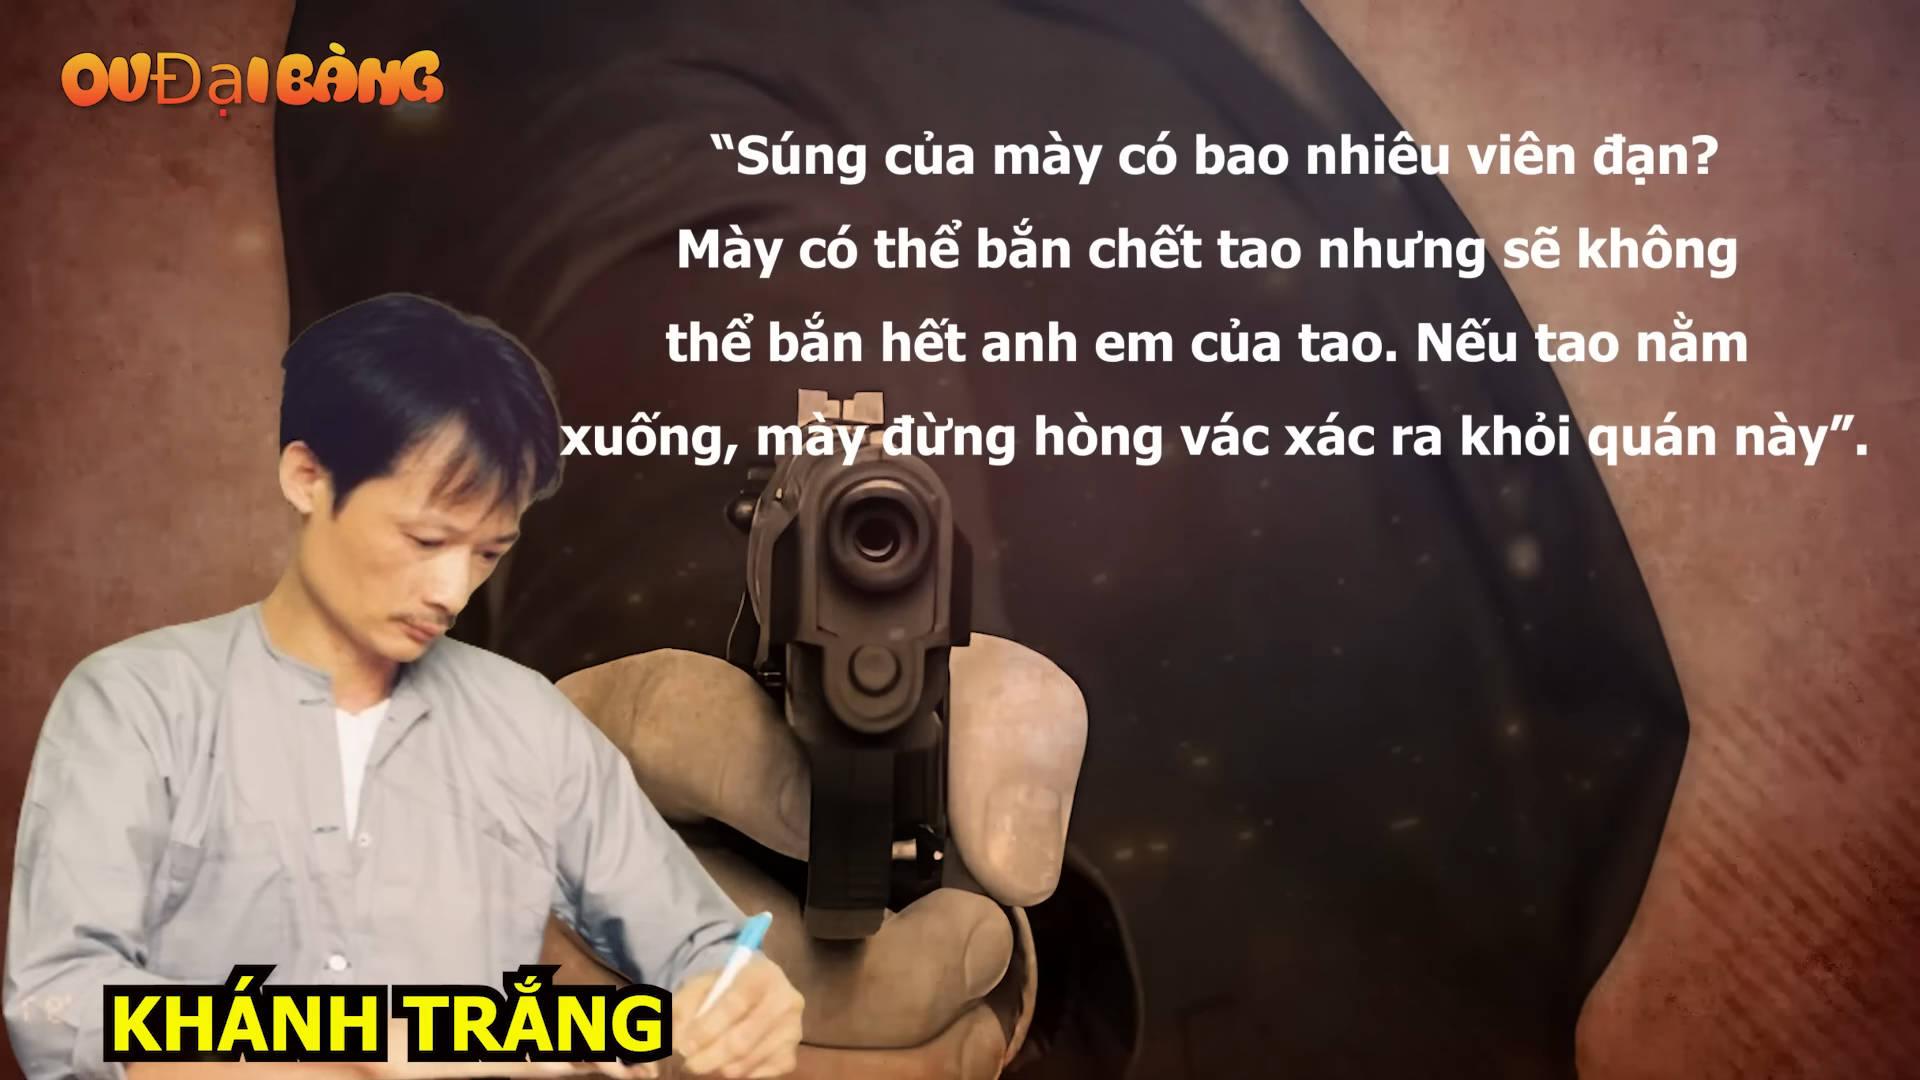 OUĐạI BÀNG
“Súng của mày có bao nhiêu viên đạn?
Mày có thể bắn chết tao nhưng sẽ không
thể bắn hết anh em của tao. Nếu tao nằm
xuống, mày đừng hòng vác xác ra khỏi quán này”.
KHÁNH TRẮNG